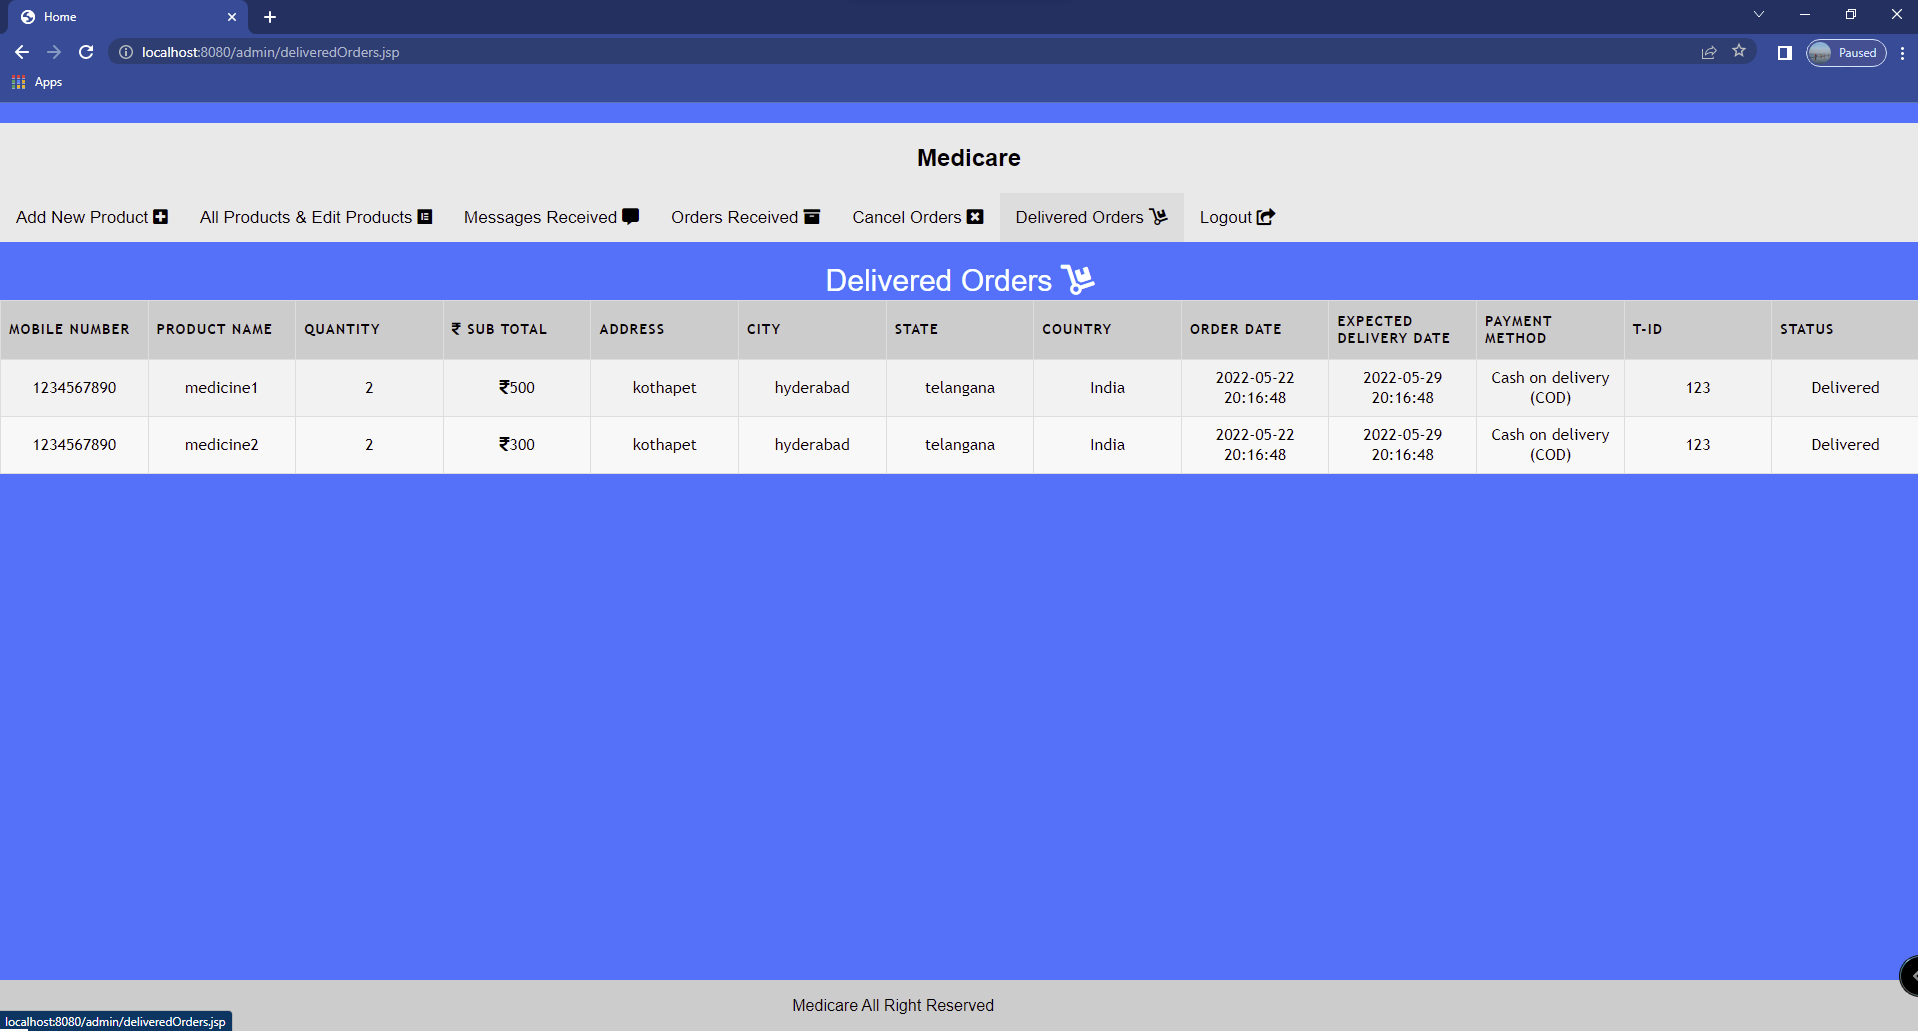 Home
localhost:8080/admin/deliveredOrders.jsp
Paused
Apps
Medicare
Add New Product All Products & Edit Products Messages Received Orders Received Cancel Orders Delivered Orders Logout
Delivered Orders
MOBILE NUMBER PRODUCT NAME QUANTITY ₹ SUB TOTAL ADDRESS CITY STATE COUNTRY ORDER DATE EXPECTED DELIVERY DATE PAYMENT METHOD T-ID STATUS
1234567890 medicine1 2 ₹500 kothapet hyderabad telangana India 2022-05-22 20:16:48 2022-05-29 20:16:48 Cash on delivery (COD) 123 Delivered
1234567890 medicine2 2 ₹300 kothapet hyderabad telangana India 2022-05-22 20:16:48 2022-05-29 20:16:48 Cash on delivery (COD) 123 Delivered
Medicare All Right Reserved
localhost:8080/admin/deliveredOrders.jsp